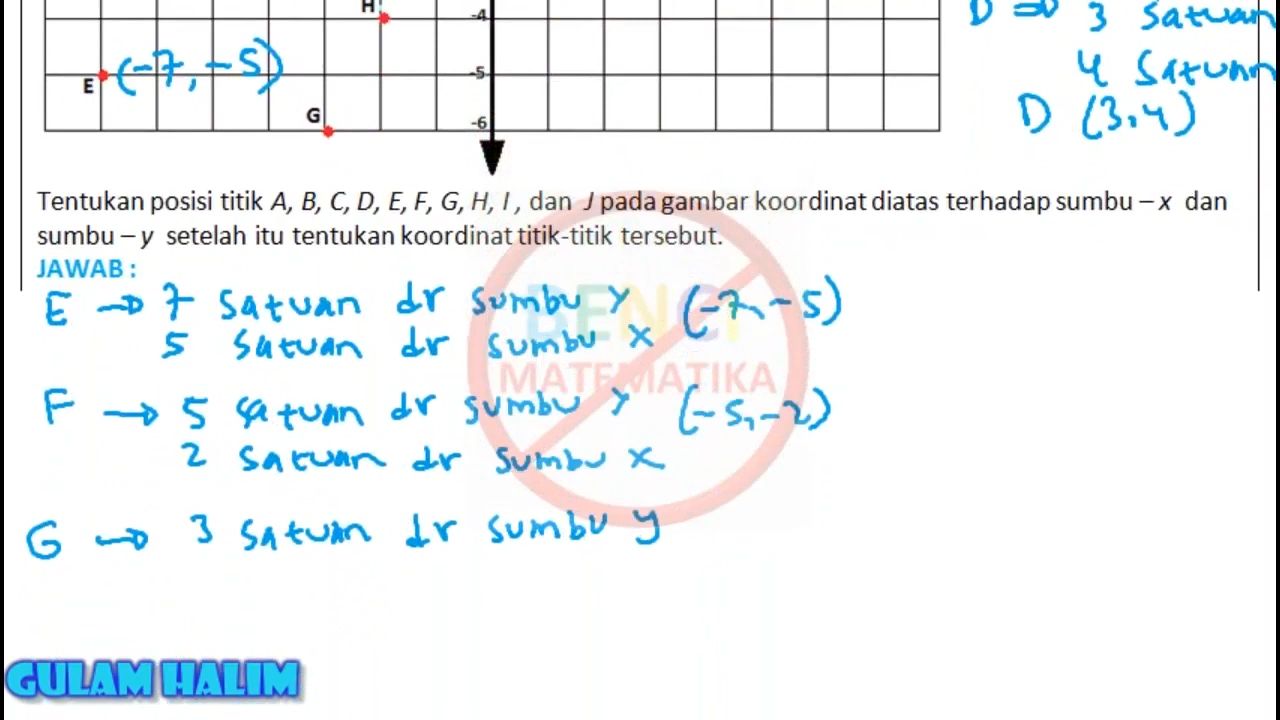 H
-4
D => 3 satuan
4 satuan
D (3,4)
E (-7, -5)
-5
G
-6
Tentukan posisi titik A, B, C, D, E, F, G, H, I , dan J pada gambar koordinat diatas terhadap sumbu – x dan
sumbu – y setelah itu tentukan koordinat titik-titik tersebut.
JAWAB :
E → 7 satuan dr sumbu y (-7, -5)
5 satuan dr sumbu x
F → 5 satuan dr sumbu y (-5, -2)
2 satuan dr sumbu x
G → 3 satuan dr sumbu y
BENCI
MATEMATIKA
GULAM HALIM